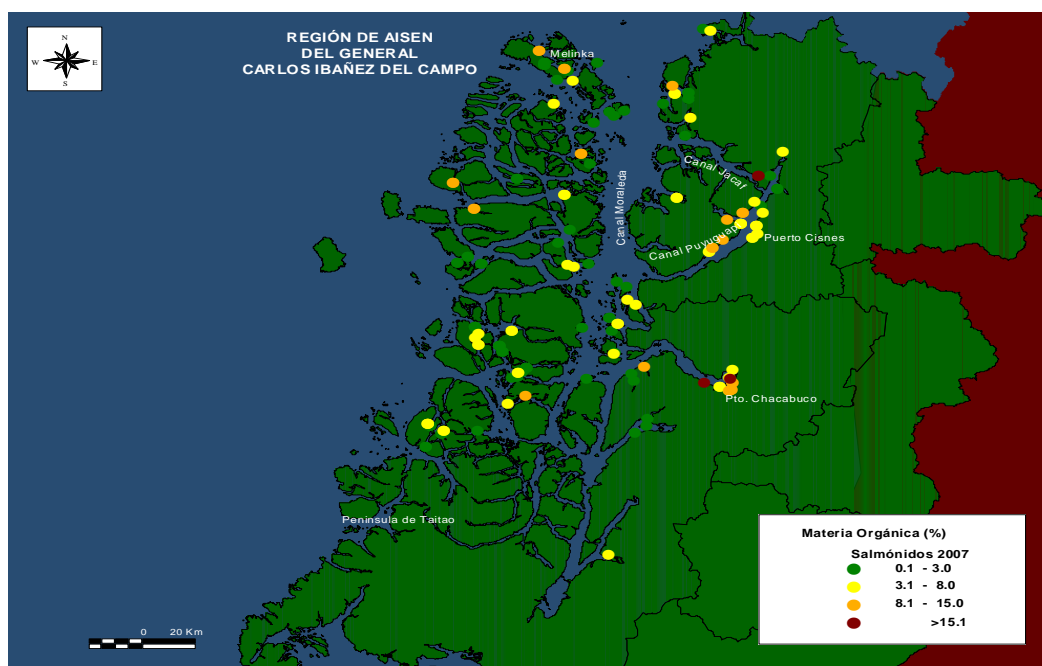 REGIÓN DE AISEN
DEL GENERAL
CARLOS IBAÑEZ DEL CAMPO
N
W E
S
Melinka
Canal Jacaf
Canal Moraleda
Canal Puyuguapi
Puerto Cisnes
Pto. Chacabuco
Península de Taitao
0 20 Km
Materia Orgánica (%)
Salmónidos 2007
0.1 - 3.0
3.1 - 8.0
8.1 - 15.0
>15.1